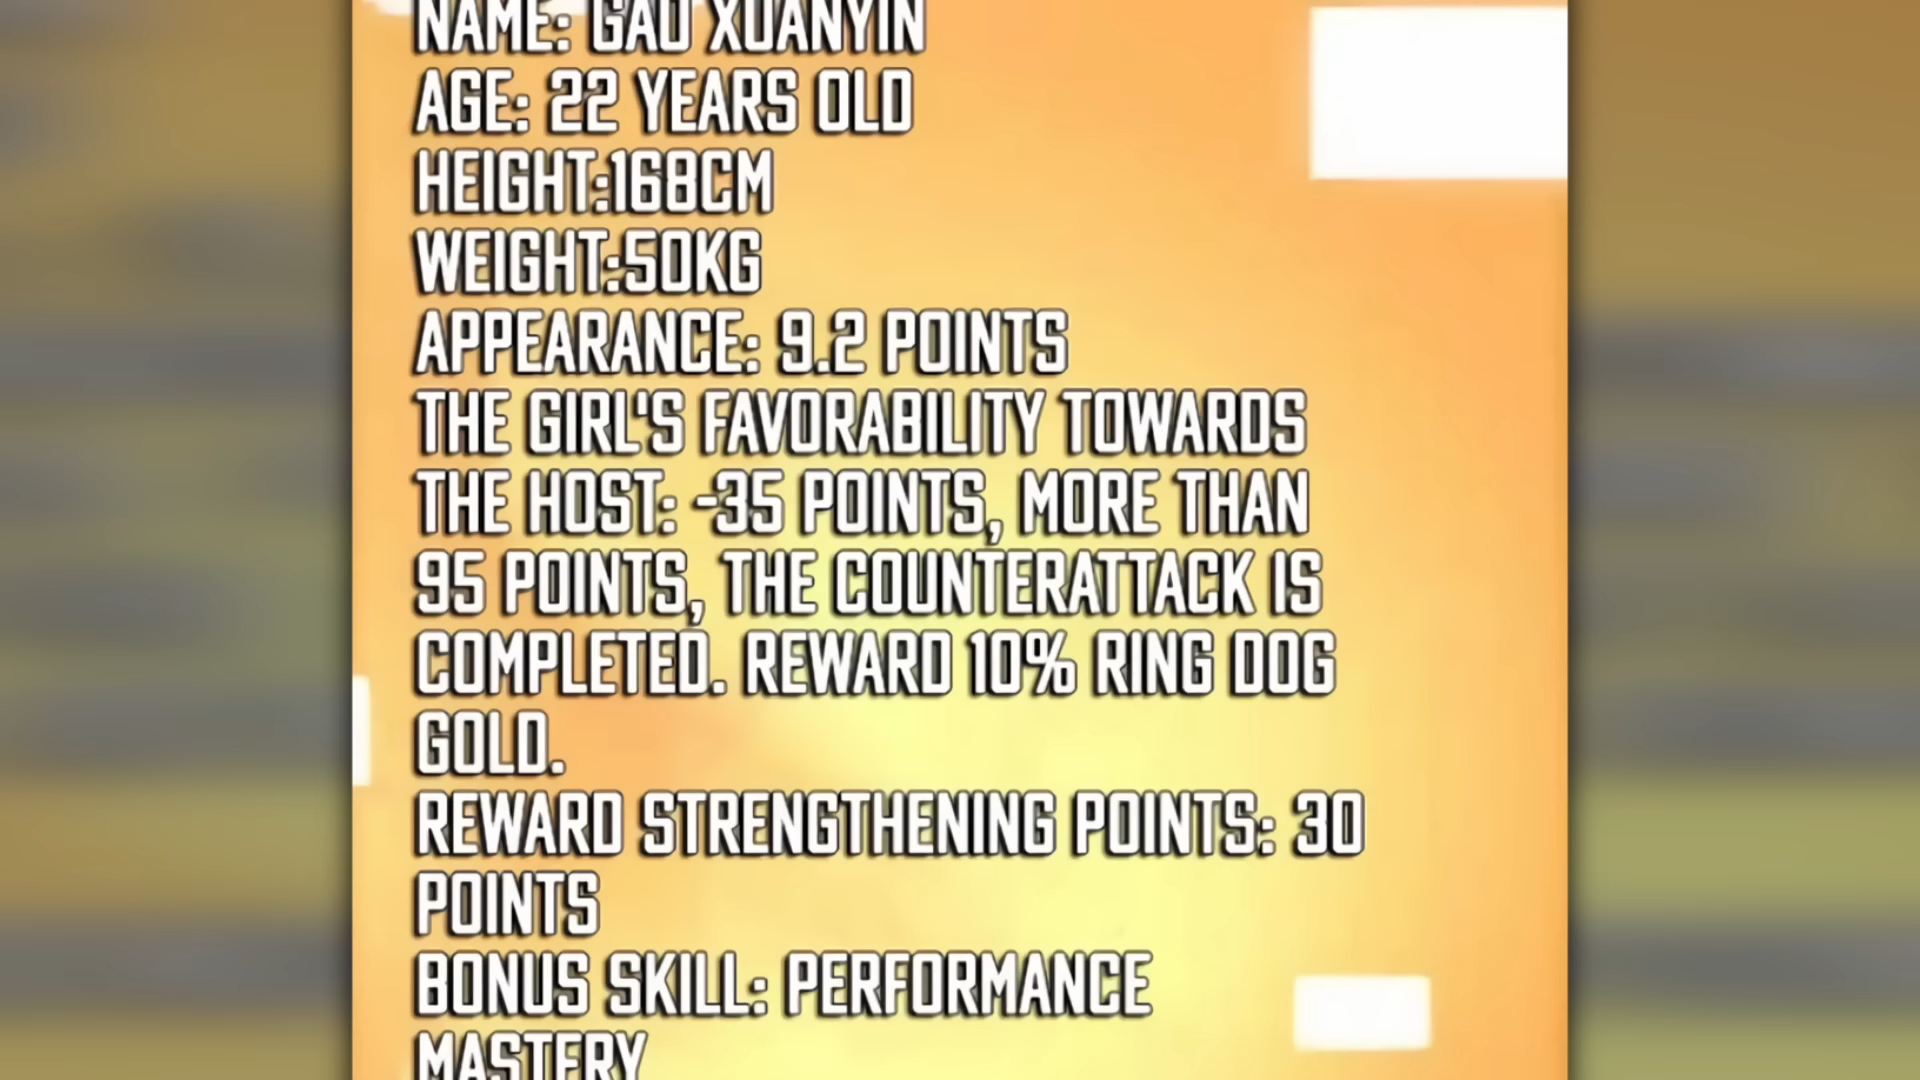 NAME: GAO XUANYIN
AGE: 22 YEARS OLD
HEIGHT:168CM
WEIGHT:50KG
APPEARANCE: 9.2 POINTS
THE GIRL'S FAVORABILITY TOWARDS
THE HOST: -35 POINTS, MORE THAN
95 POINTS, THE COUNTERATTACK IS
COMPLETED. REWARD 10% RING DOG
GOLD.
REWARD STRENGTHENING POINTS: 30
POINTS
BONUS SKILL: PERFORMANCE
MASTERY